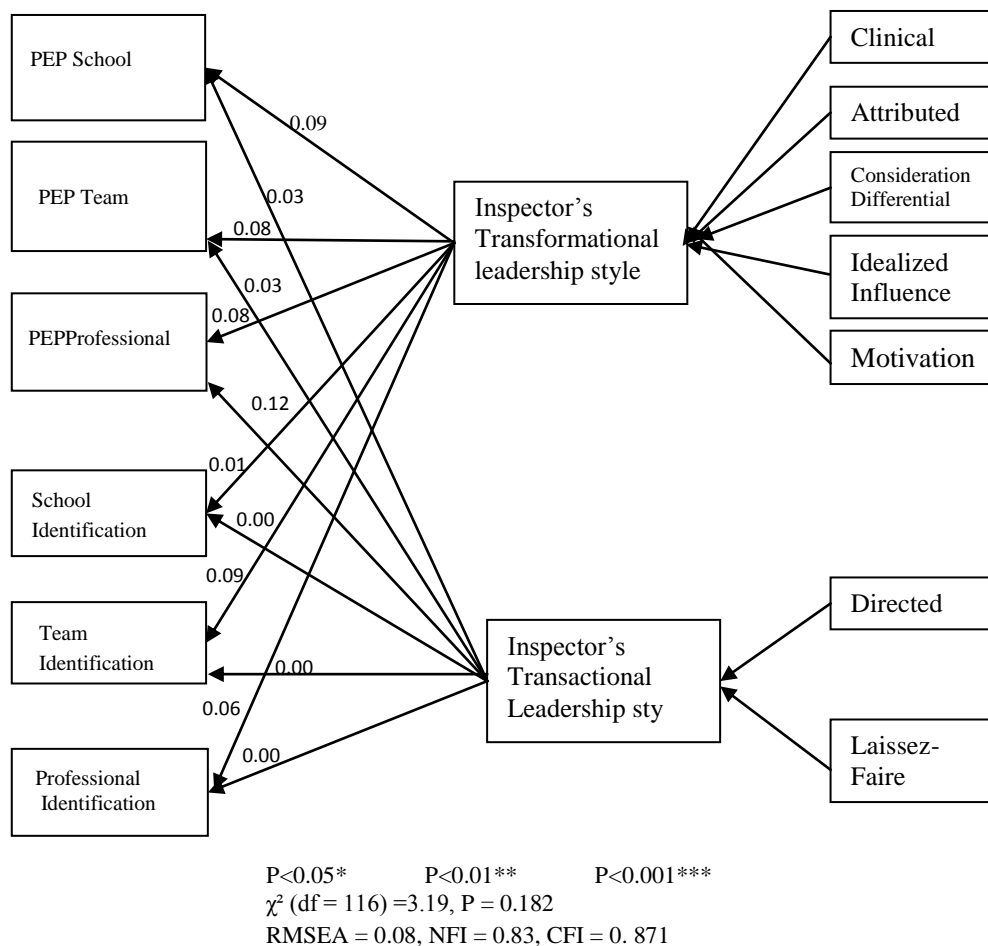 PEP School
PEP Team
PEPProfessional
School
Identification
Team
Identification
Professional
Identification
0.09
0.03
0.08
0.03
0.08
0.12
0.01
0.00
0.09
0.00
0.06
0.00
Inspector's
Transformational
leadership style
Inspector's
Transactional
Leadership sty
Clinical
Attributed
Consideration
Differential
Idealized
Influence
Motivation
Directed
Laissez-
Faire
P<0.05* P<0.01** P<0.001***
χ² (df = 116) =3.19, P = 0.182
RMSEA = 0.08, NFI = 0.83, CFI = 0. 871